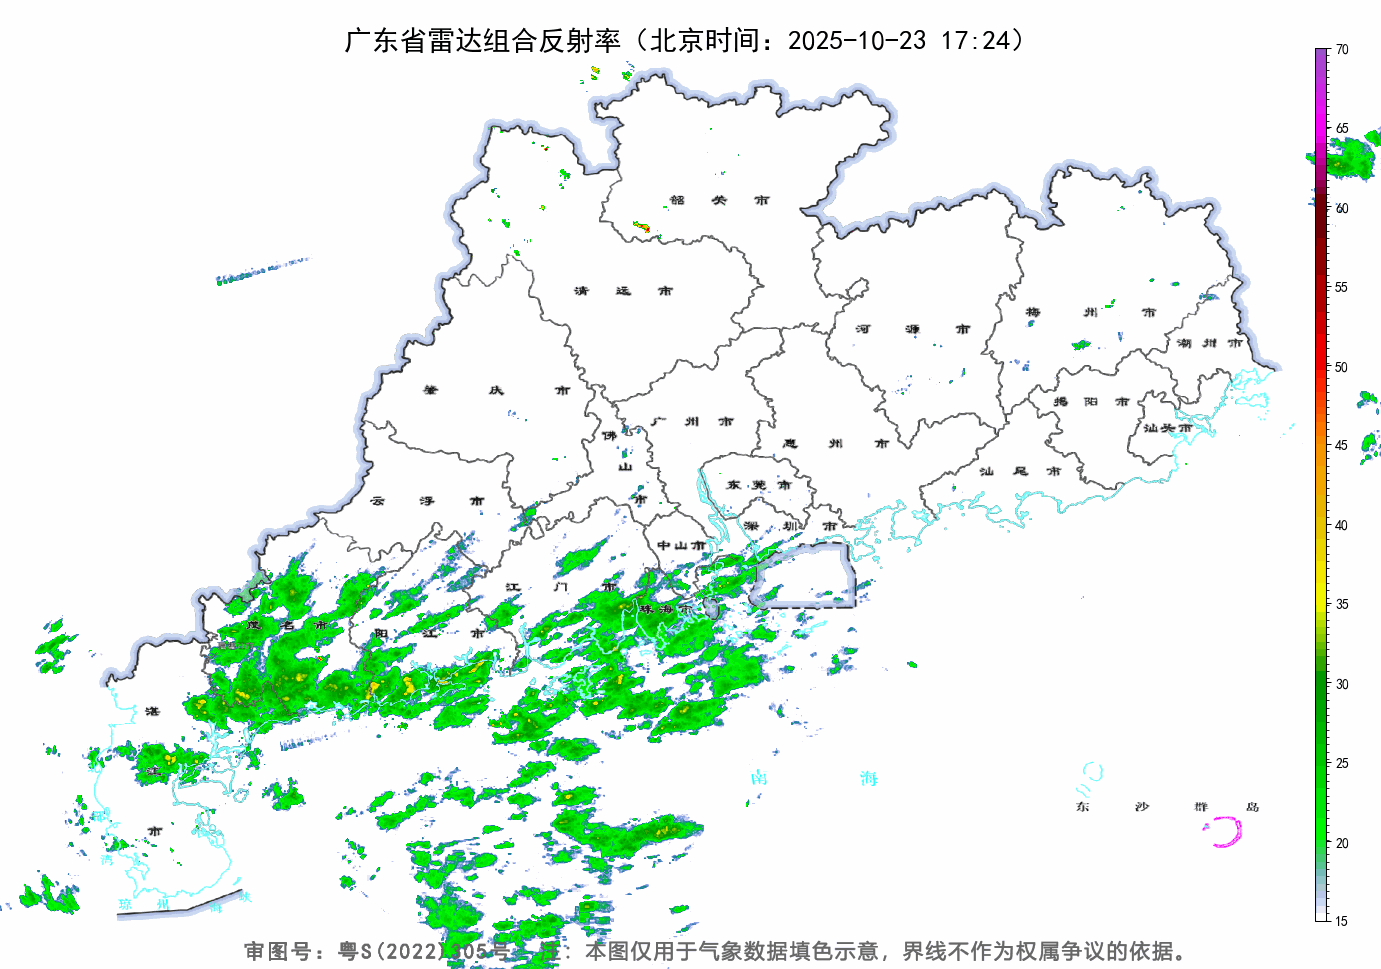 广东省雷达组合反射率（北京时间：2025-10-23 17:24）
70
65
60
55
50
45
40
35
30
25
20
15
韶关市
清远市
河源市
梅州市
潮州市
肇庆市
广州市
揭阳市
汕头市
佛山市
惠州市
东莞市
汕尾市
云浮市
深圳市
中山市
江门市
珠海市
茂名市
阳江市
湛江市
南海
东沙群岛
湾
琼州海峡
审图号：粤S(2022)305号 注：本图仅用于气象数据填色示意，界线不作为权属争议的依据。